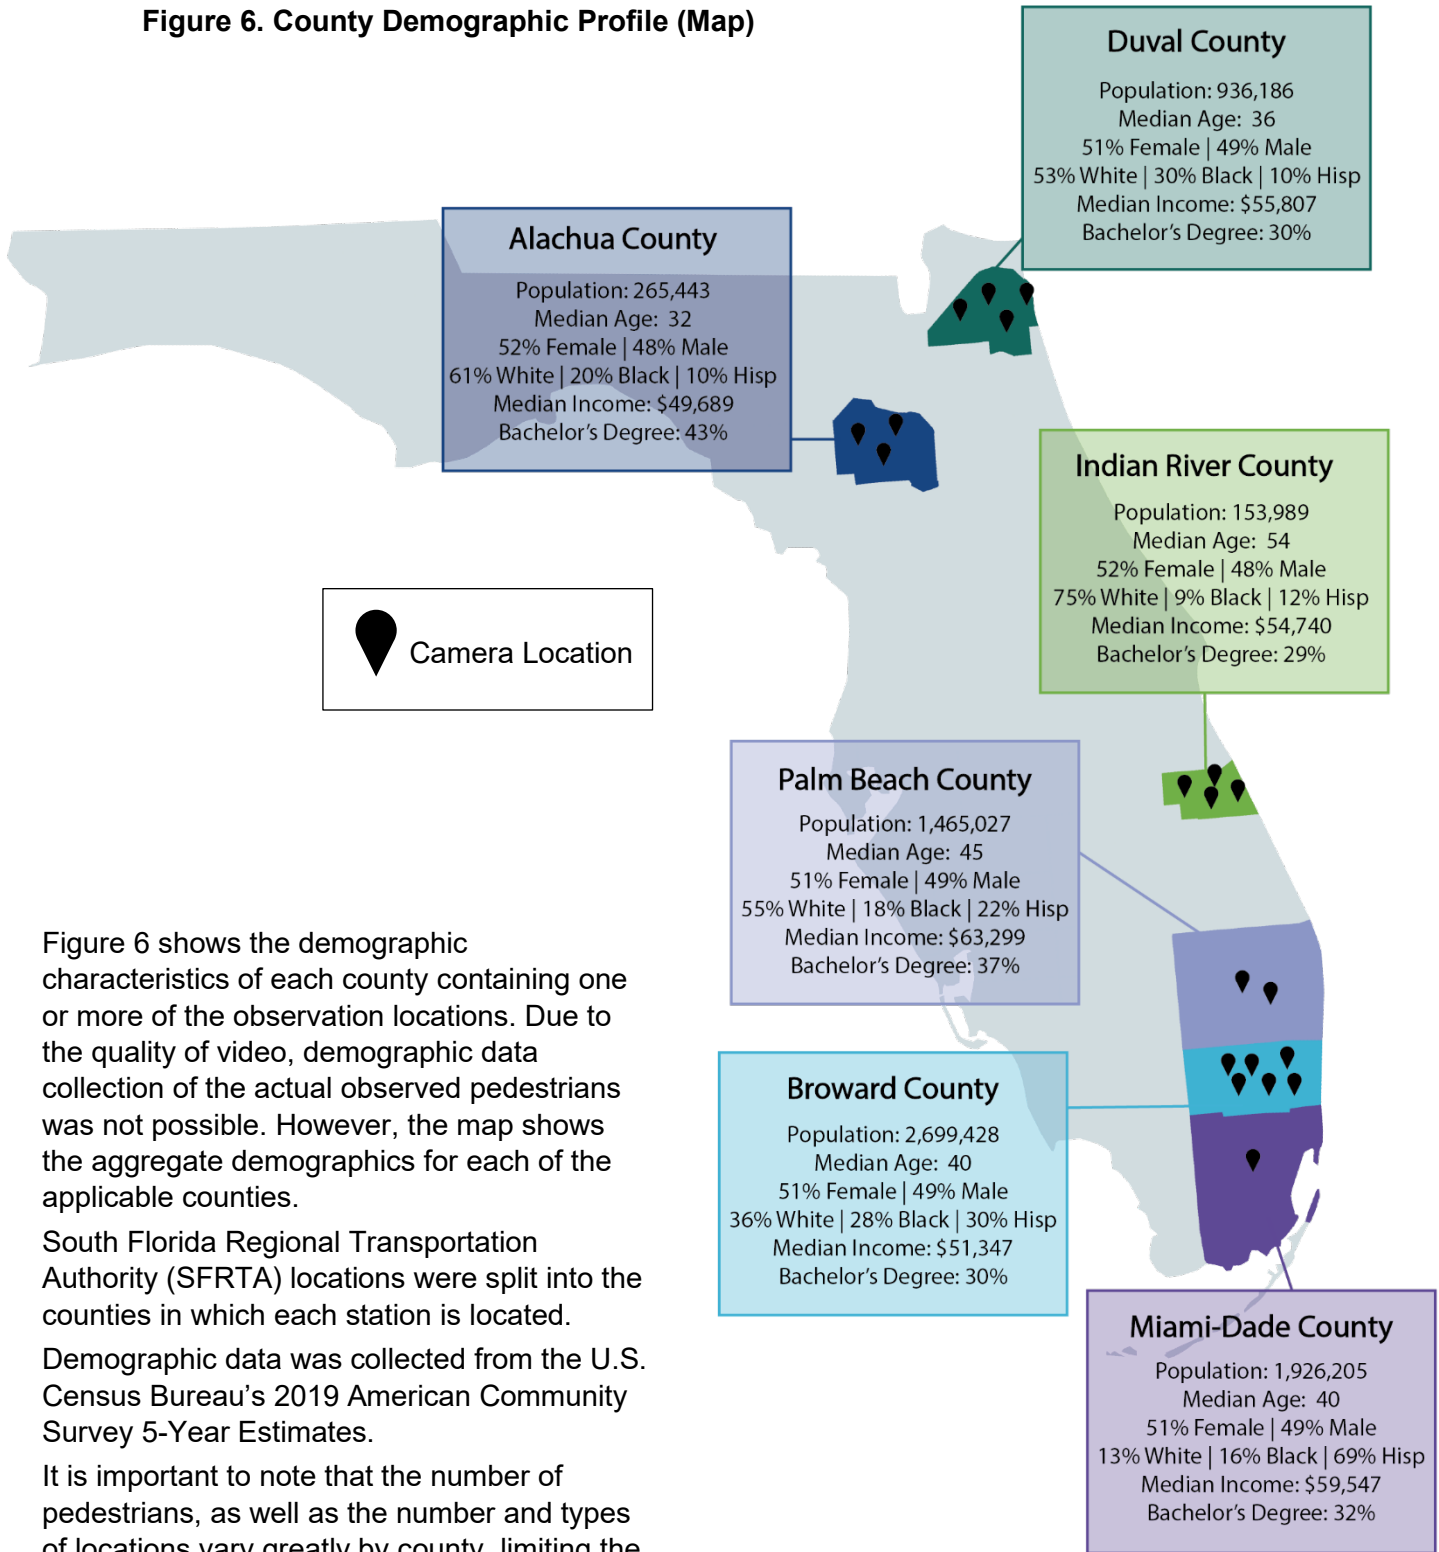 Figure 6. County Demographic Profile (Map)
Duval County
Population: 936,186
Median Age: 36
51% Female | 49% Male
53% White | 30% Black | 10% Hisp
Median Income: $55,807
Bachelor's Degree: 30%
Alachua County
Population: 265,443
Median Age: 32
52% Female | 48% Male
61% White | 20% Black | 10% Hisp
Median Income: $49,689
Bachelor's Degree: 43%
Indian River County
Population: 153,989
Median Age: 54
52% Female | 48% Male
75% White | 9% Black | 12% Hisp
Median Income: $54,740
Bachelor's Degree: 29%
Camera Location
Palm Beach County
Population: 1,465,027
Median Age: 45
51% Female | 49% Male
55% White | 18% Black | 22% Hisp
Median Income: $63,299
Bachelor's Degree: 37%
Broward County
Population: 2,699,428
Median Age: 40
51% Female | 49% Male
36% White | 28% Black | 30% Hisp
Median Income: $51,347
Bachelor's Degree: 30%
Miami-Dade County
Population: 1,926,205
Median Age: 40
51% Female | 49% Male
13% White | 16% Black | 69% Hisp
Median Income: $59,547
Bachelor's Degree: 32%
Figure 6 shows the demographic
characteristics of each county containing one
or more of the observation locations. Due to
the quality of video, demographic data
collection of the actual observed pedestrians
was not possible. However, the map shows
the aggregate demographics for each of the
applicable counties.
South Florida Regional Transportation
Authority (SFRTA) locations were split into the
counties in which each station is located.
Demographic data was collected from the U.S.
Census Bureau's 2019 American Community
Survey 5-Year Estimates.
It is important to note that the number of
pedestrians, as well as the number and types
of locations vary greatly by county, limiting the